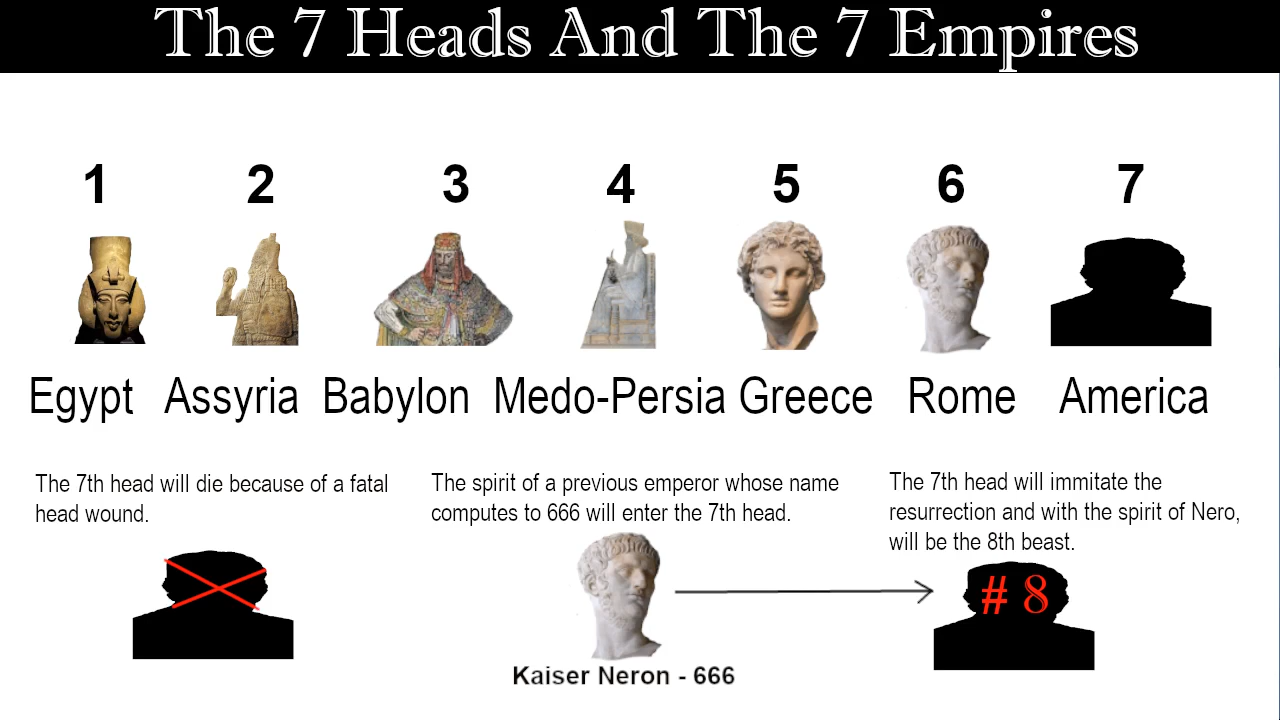 The 7 Heads And The 7 Empires
1 2 3 4 5 6 7
Egypt Assyria Babylon Medo-Persia Greece Rome America
The 7th head will die because of a fatal
head wound.
The spirit of a previous emperor whose name
computes to 666 will enter the 7th head.
The 7th head will immitate the
resurrection and with the spirit of Nero,
will be the 8th beast.
# 8
Kaiser Neron - 666